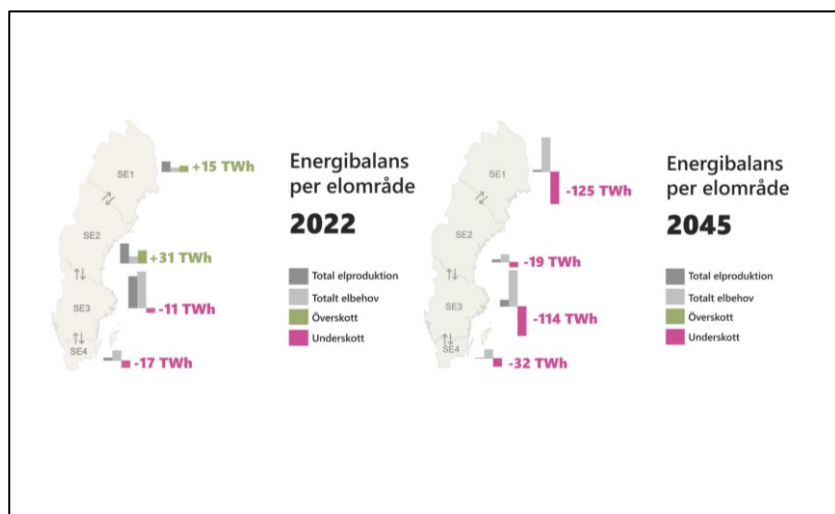 SE1
+15 TWh
SE2
+31 TWh
SE3
-11 TWh
SE4
-17 TWh
Energibalans
per elområde
2022
Total elproduktion
Totalt elbehov
Överskott
Underskott
SE1
-125 TWh
SE2
-19 TWh
SE3
-114 TWh
SE4
-32 TWh
Energibalans
per elområde
2045
Total elproduktion
Totalt elbehov
Överskott
Underskott